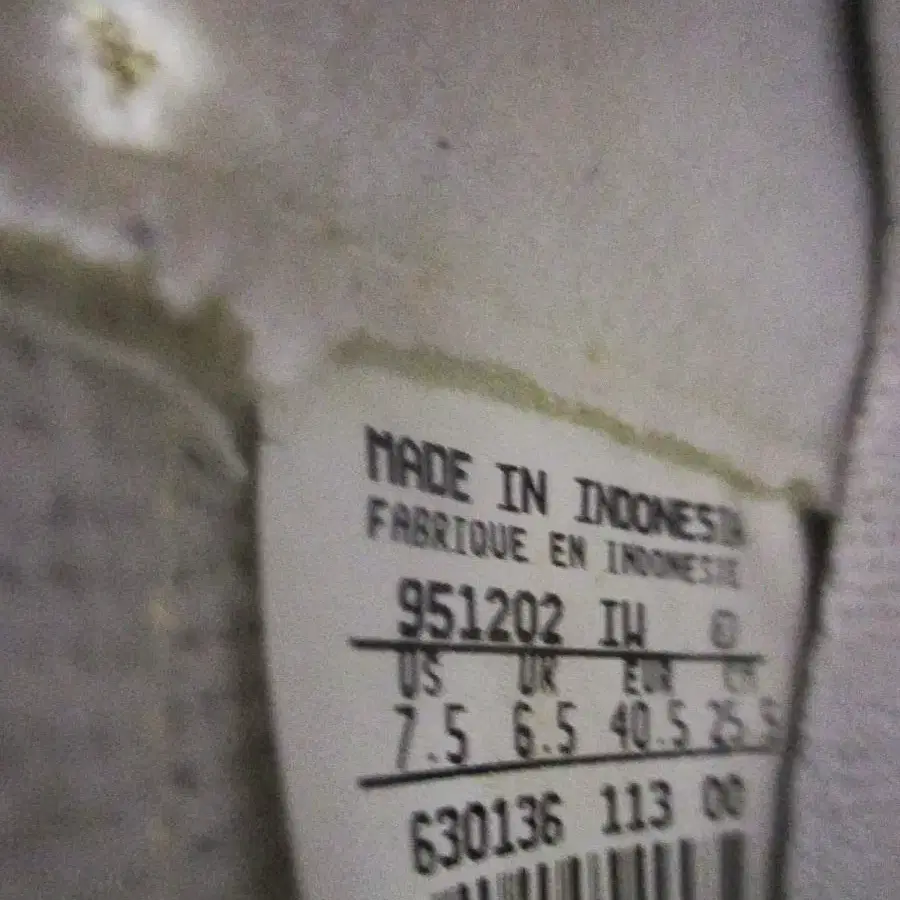 MADE IN INDONESIA
FABRIQUE EN INDONESIE
951202 IW
US UK EUR CM
7.5 6.5 40.5 25.5
630136 113 00